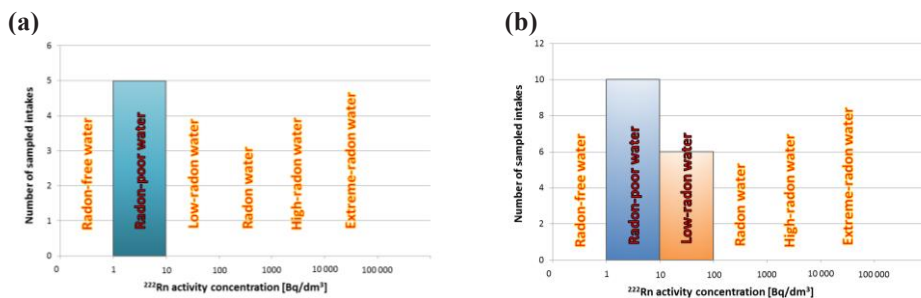 (a)
6
5
4
3
2
1
0
Number of sampled intakes
Radon-free water
Radon-poor water
Low-radon water
Radon water
High-radon water
Extreme-radon water
0 1 10 100 1000 10 000 100 000
²²²Rn activity concentration [Bq/dm³]
(b)
12
10
8
6
4
2
0
Number of sampled intakes
Radon-free water
Radon-poor water
Low-radon water
Radon water
High-radon water
Extreme-radon water
0 1 10 100 1000 10 000 100 000
²²²Rn activity concentration [Bq/dm³]